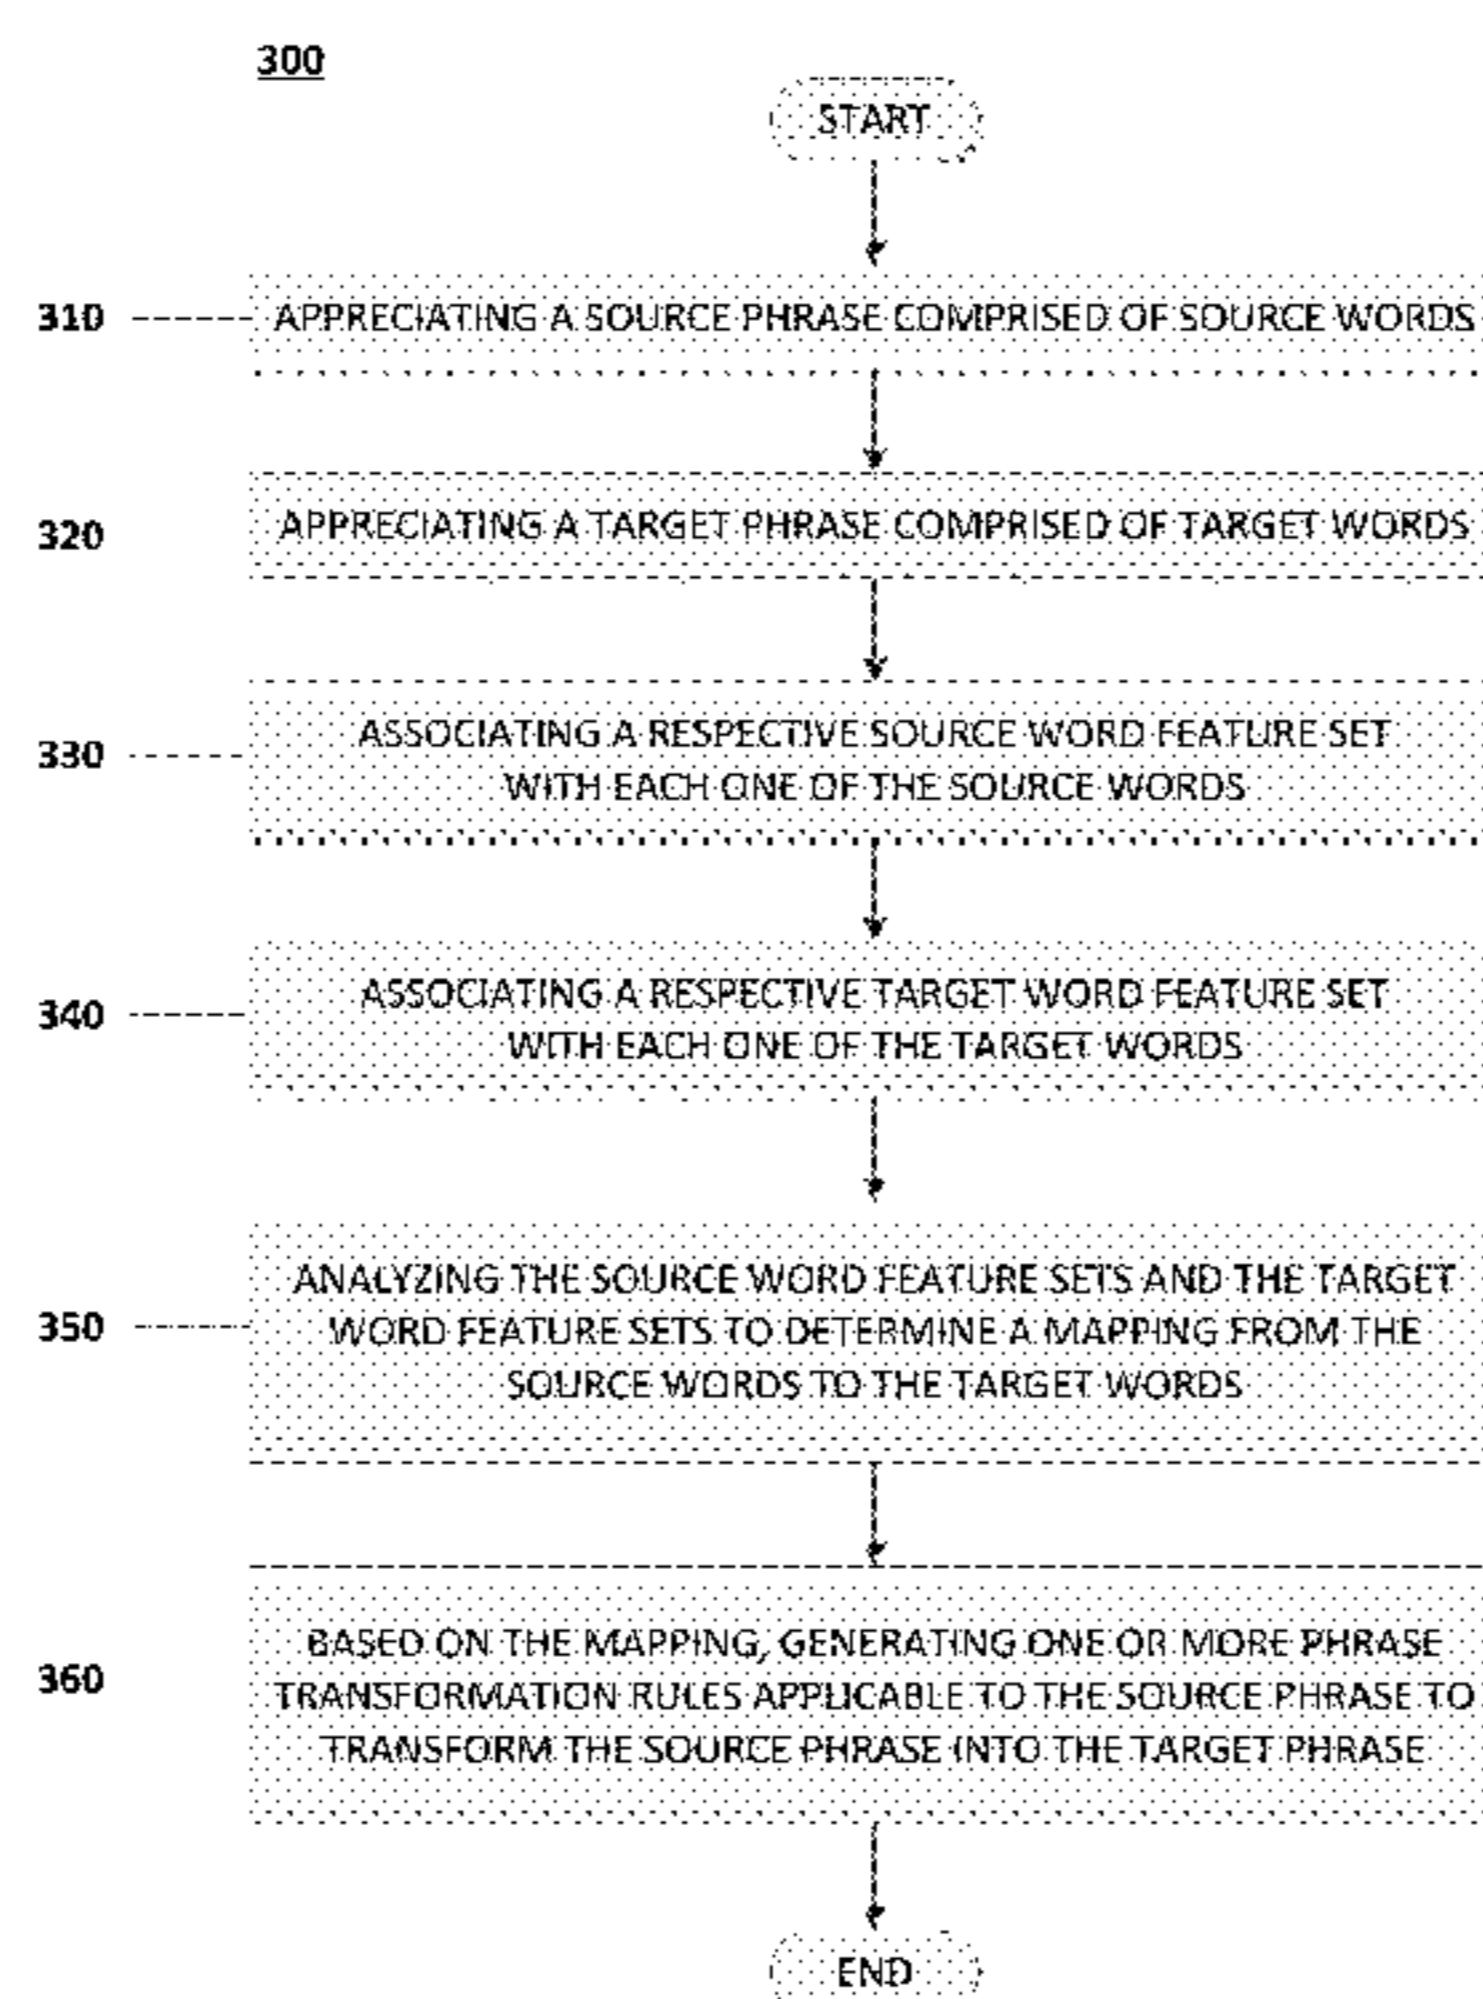 300
START
310 APPRECIATING A SOURCE PHRASE COMPRISED OF SOURCE WORDS
320 APPRECIATING A TARGET PHRASE COMPRISED OF TARGET WORDS
330
ASSOCIATING A RESPECTIVE SOURCE WORD FEATURE SET
WITH EACH ONE OF THE SOURCE WORDS
340
ASSOCIATING A RESPECTIVE TARGET WORD FEATURE SET
WITH EACH ONE OF THE TARGET WORDS
350
ANALYZING THE SOURCE WORD FEATURE SETS AND THE TARGET
WORD FEATURE SETS TO DETERMINE A MAPPING FROM THE
SOURCE WORDS TO THE TARGET WORDS
360
BASED ON THE MAPPING, GENERATING ONE OR MORE PHRASE
TRANSFORMATION RULES APPLICABLE TO THE SOURCE PHRASE TO
TRANSFORM THE SOURCE PHRASE INTO THE TARGET PHRASE
END